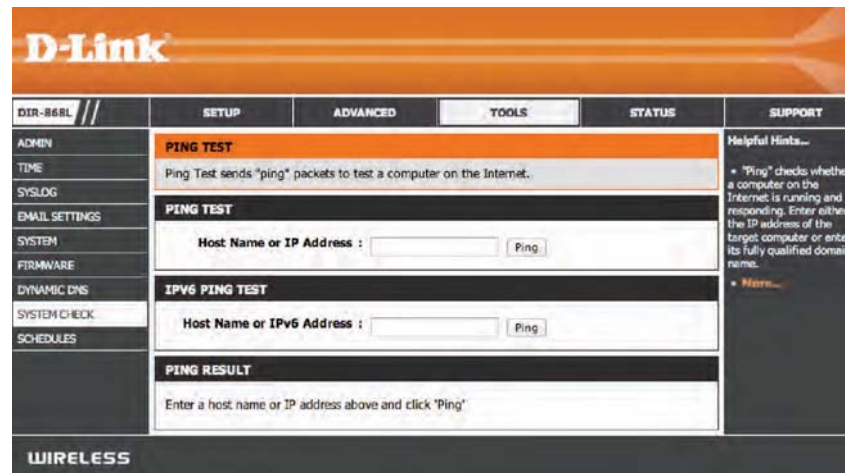 D-Link
DIR-868L
SETUP
ADVANCED
TOOLS
STATUS
SUPPORT
ADMIN
TIME
SYSLOG
EMAIL SETTINGS
SYSTEM
FIRMWARE
DYNAMIC DNS
SYSTEM CHECK
SCHEDULES
PING TEST
Ping Test sends "ping" packets to test a computer on the Internet.
PING TEST
Host Name or IP Address :
Ping
IPV6 PING TEST
Host Name or IPv6 Address :
Ping
PING RESULT
Enter a host name or IP address above and click 'Ping'
Helpful Hints...
• "Ping" checks whethe
a computer on the
Internet is running and
responding. Enter eithe
the IP address of the
target computer or ente
its fully qualified domai
name.
• More...
WIRELESS